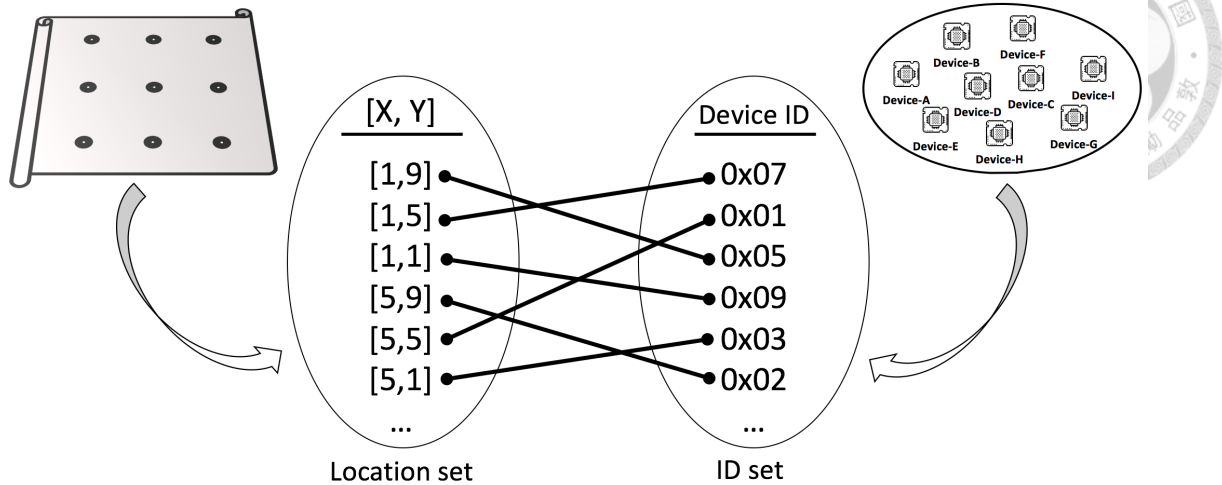 Device-B
Device-F
Device-A
Device-D
Device-C
Device-I
Device-E
Device-H
Device-G
[X, Y]
[1,9]
[1,5]
[1,1]
[5,9]
[5,5]
[5,1]
...
Location set
Device ID
0x07
0x01
0x05
0x09
0x03
0x02
...
ID set